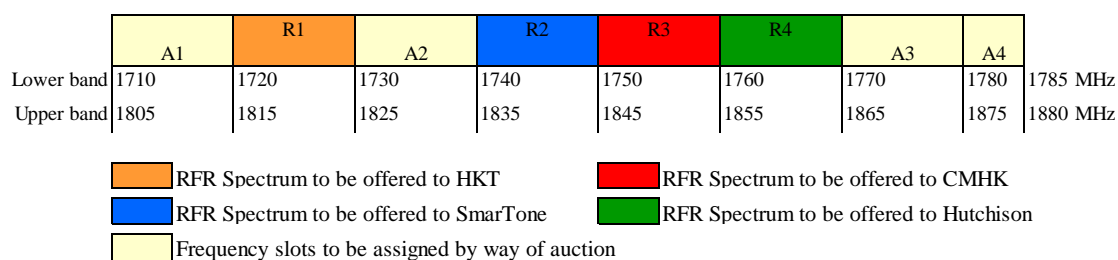 R1 R2 R3 R4
A1 A2 A3 A4
Lower band 1710 1720 1730 1740 1750 1760 1770 1780 1785 MHz
Upper band 1805 1815 1825 1835 1845 1855 1865 1875 1880 MHz
RFR Spectrum to be offered to HKT RFR Spectrum to be offered to CMHK
RFR Spectrum to be offered to SmarTone RFR Spectrum to be offered to Hutchison
Frequency slots to be assigned by way of auction